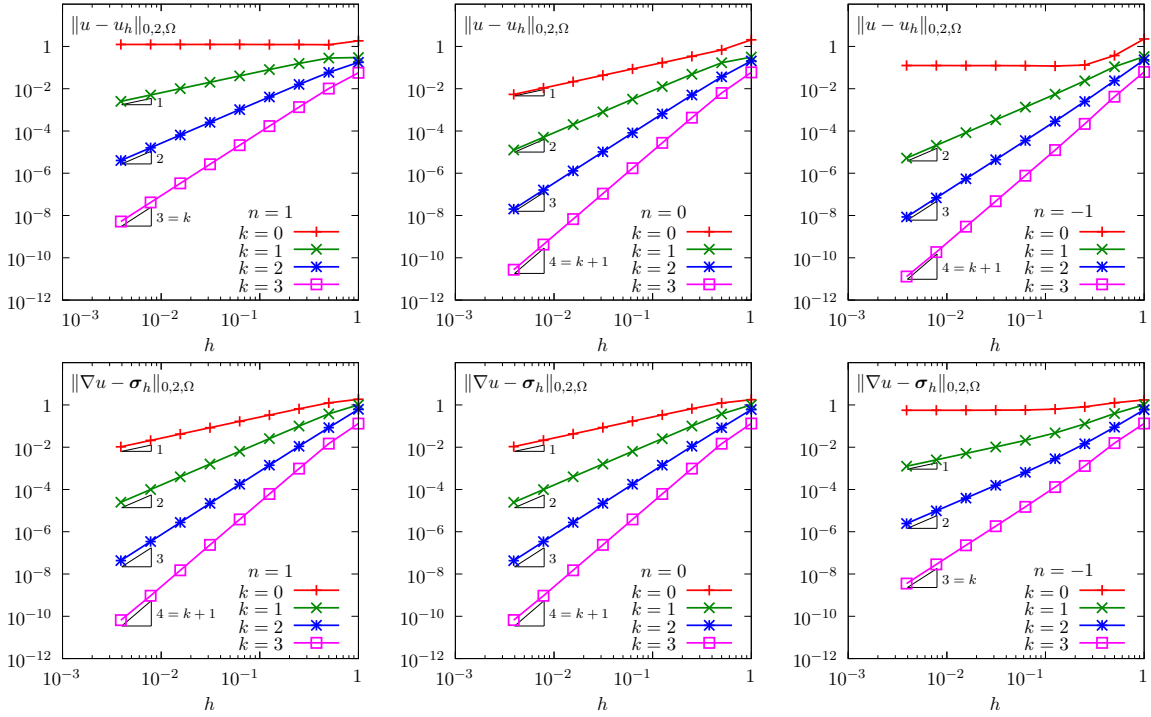 ‖u − u_h‖_{0,2,Ω}
1
10^{−2}
10^{−4}
10^{−6}
10^{−8}
10^{−10}
10^{−12}
1
2
3 = k
n = 1
k = 0
k = 1
k = 2
k = 3
10^{−3}
10^{−2}
10^{−1}
1
h
‖u − u_h‖_{0,2,Ω}
1
10^{−2}
10^{−4}
10^{−6}
10^{−8}
10^{−10}
10^{−12}
1
2
3
4 = k + 1
n = 0
k = 0
k = 1
k = 2
k = 3
10^{−3}
10^{−2}
10^{−1}
1
h
‖u − u_h‖_{0,2,Ω}
1
10^{−2}
10^{−4}
10^{−6}
10^{−8}
10^{−10}
10^{−12}
2
3
4 = k + 1
n = −1
k = 0
k = 1
k = 2
k = 3
10^{−3}
10^{−2}
10^{−1}
1
h
‖∇u − σ_h‖_{0,2,Ω}
1
10^{−2}
10^{−4}
10^{−6}
10^{−8}
10^{−10}
10^{−12}
1
2
3
4 = k + 1
n = 1
k = 0
k = 1
k = 2
k = 3
10^{−3}
10^{−2}
10^{−1}
1
h
‖∇u − σ_h‖_{0,2,Ω}
1
10^{−2}
10^{−4}
10^{−6}
10^{−8}
10^{−10}
10^{−12}
1
2
3
4 = k + 1
n = 0
k = 0
k = 1
k = 2
k = 3
10^{−3}
10^{−2}
10^{−1}
1
h
‖∇u − σ_h‖_{0,2,Ω}
1
10^{−2}
10^{−4}
10^{−6}
10^{−8}
10^{−10}
10^{−12}
1
2
3 = k
n = −1
k = 0
k = 1
k = 2
k = 3
10^{−3}
10^{−2}
10^{−1}
1
h